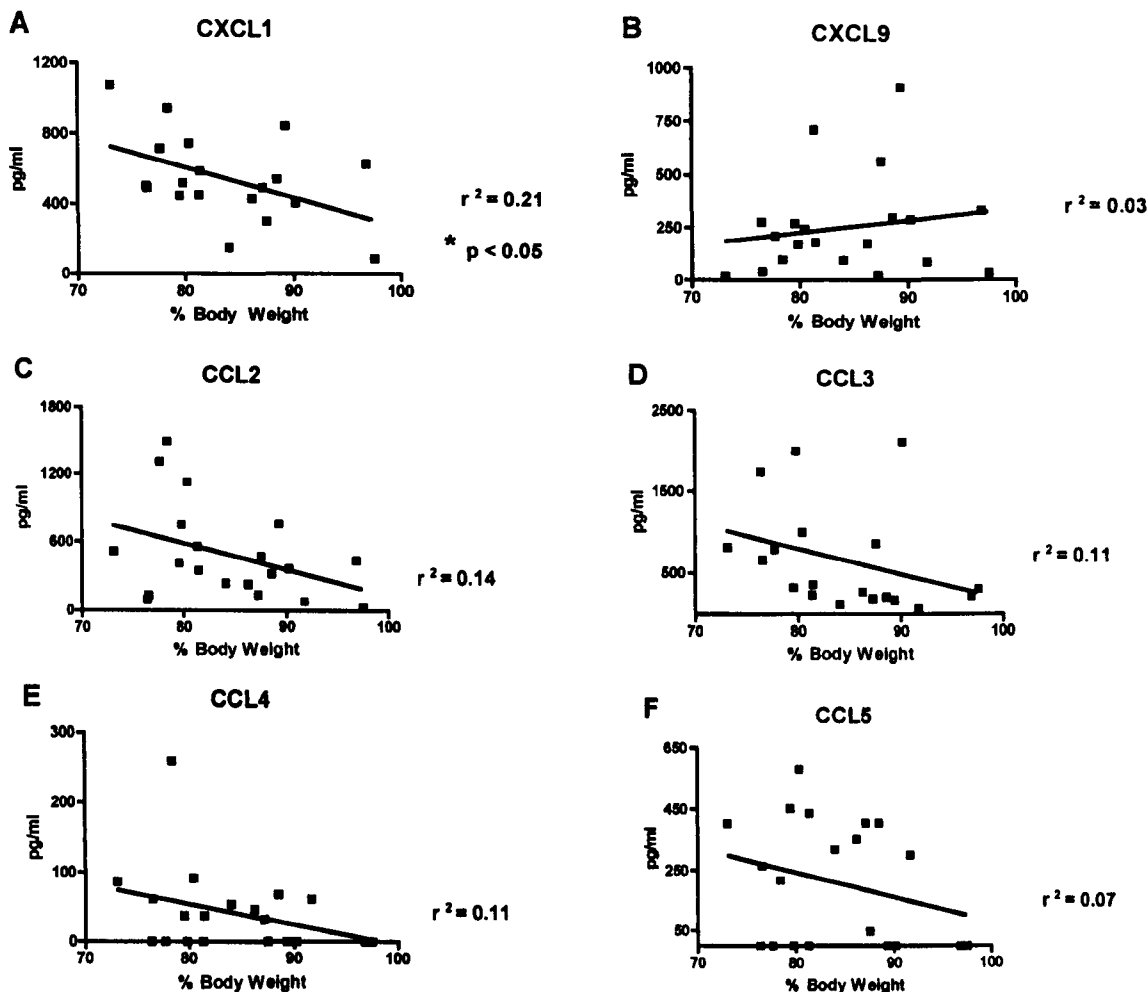 A
CXCL1
1200
800
400
0
pg/ml
70
80
90
100
% Body Weight
r² = 0.21
* p < 0.05
B
CXCL9
1000
750
500
250
0
pg/ml
70
80
90
100
% Body Weight
r² = 0.03
C
CCL2
1800
1200
600
0
pg/ml
70
80
90
100
% Body Weight
r² = 0.14
D
CCL3
2500
1500
500
pg/ml
70
80
90
100
% Body Weight
r² = 0.11
E
CCL4
300
200
100
0
pg/ml
70
80
90
100
% Body Weight
r² = 0.11
F
CCL5
650
450
250
50
pg/ml
70
80
90
100
% Body Weight
r² = 0.07